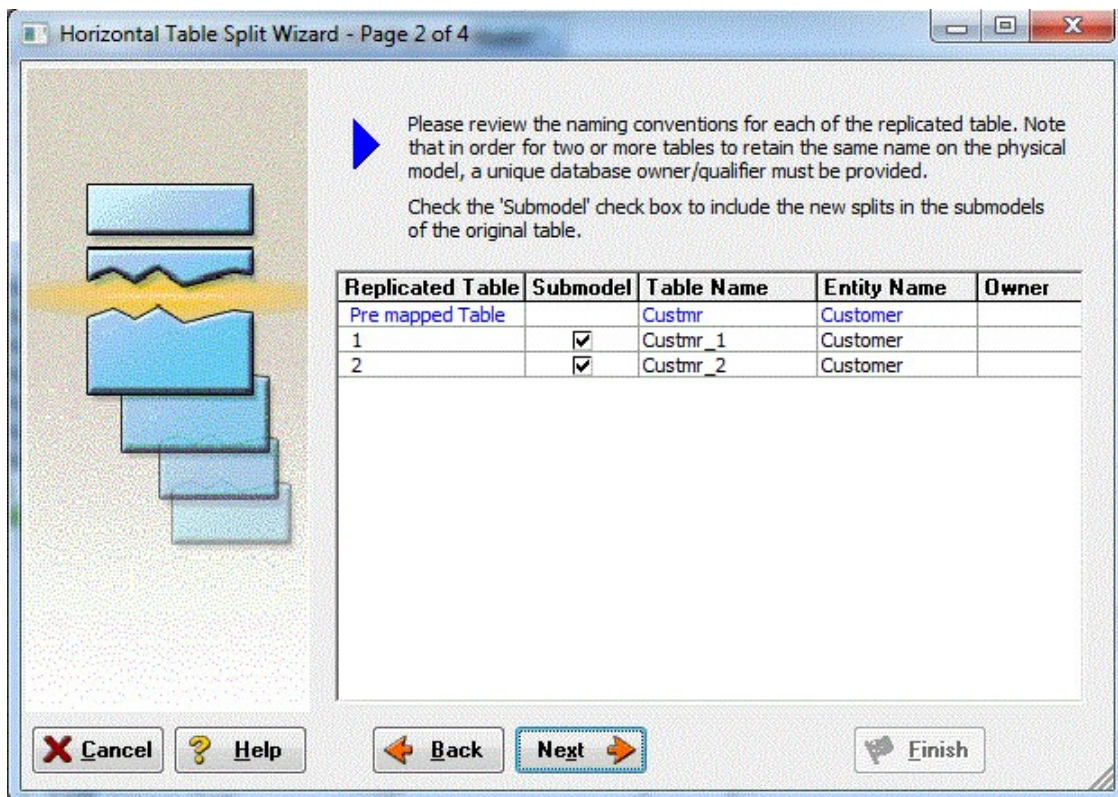 Horizontal Table Split Wizard - Page 2 of 4
Please review the naming conventions for each of the replicated table. Note
that in order for two or more tables to retain the same name on the physical
model, a unique database owner/qualifier must be provided.
Check the 'Submodel' check box to include the new splits in the submodels
of the original table.
Replicated Table Submodel Table Name Entity Name Owner
Pre mapped Table Custmr Customer
1 Custmr_1 Customer
2 Custmr_2 Customer
Cancel Help Back Next Finish